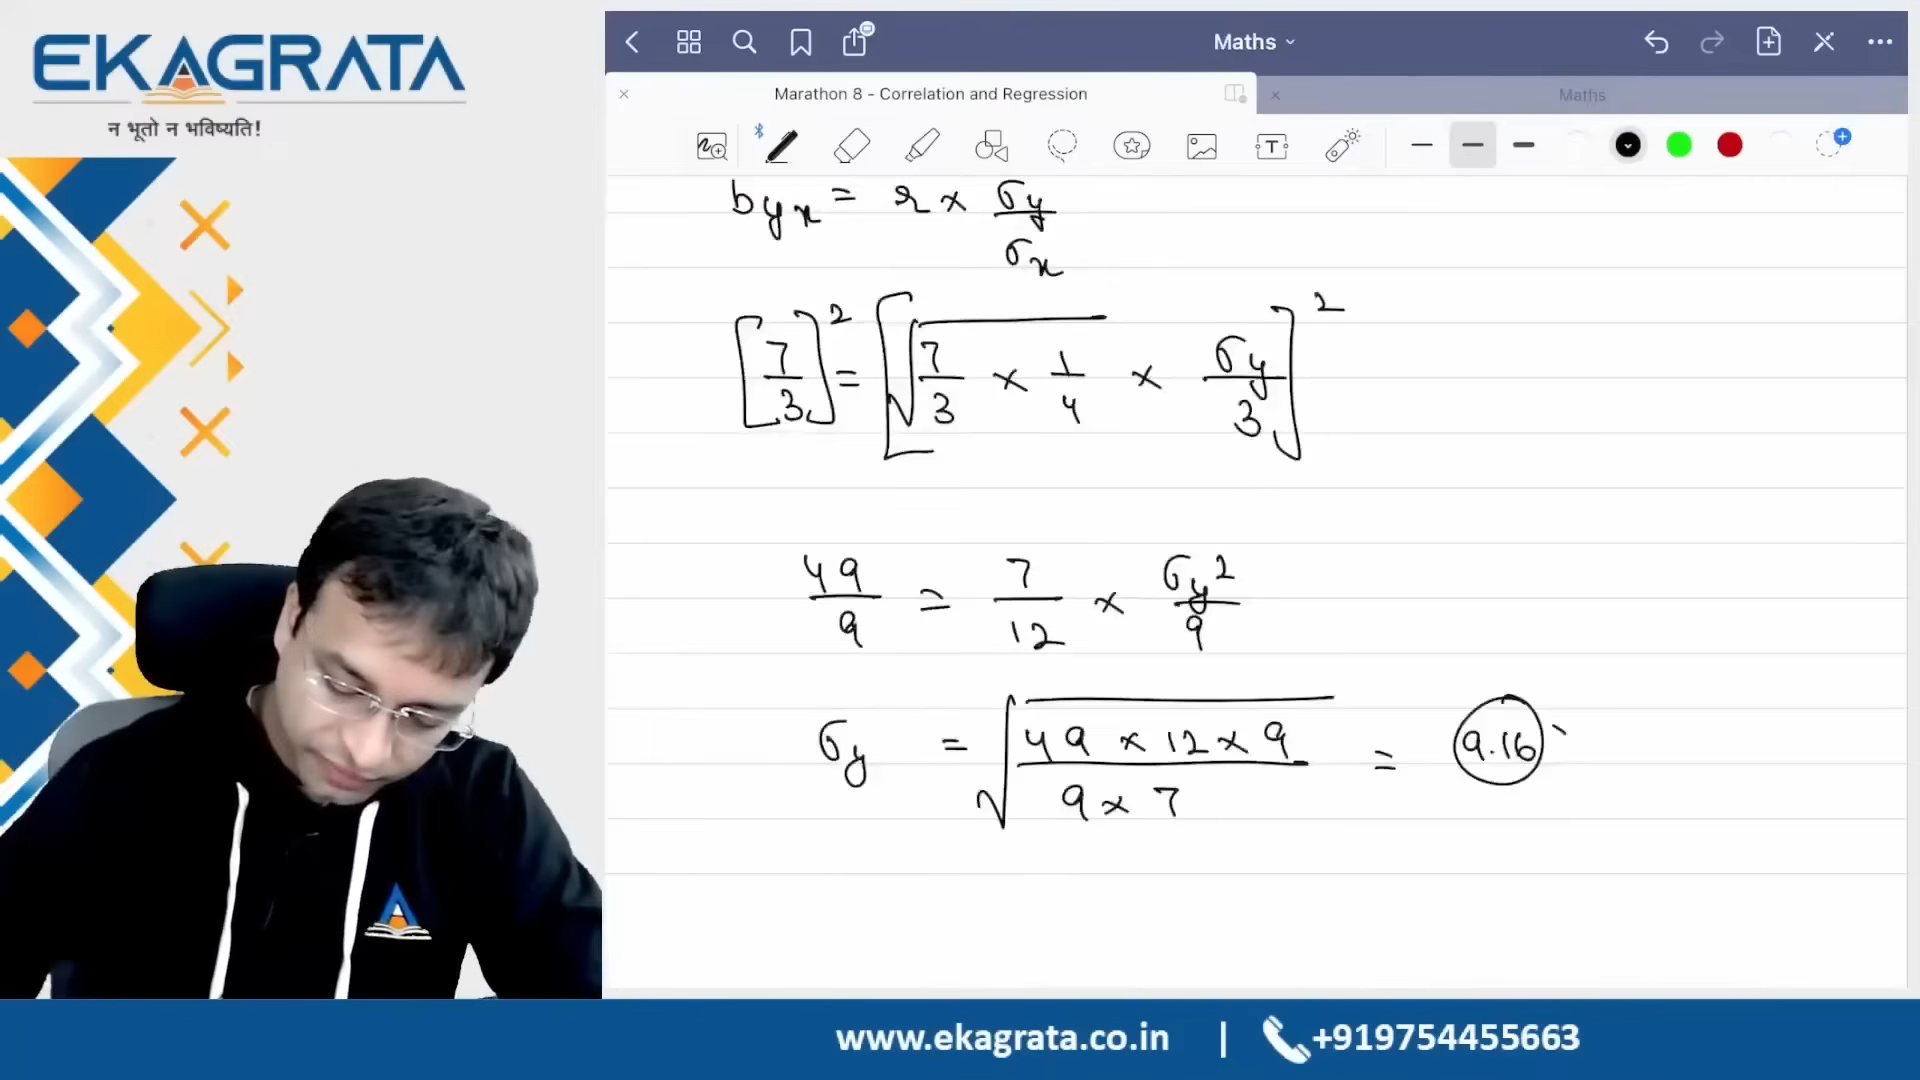 EKAGRATA
न भूतो न भविष्यति!
Maths
Marathon 8 - Correlation and Regression
Maths
T
byx = r × σy/σx
[7/3]² = [√(7/3 × 1/4) × σy/3]²
49/9 = 7/12 × σy²/9
σy = √(49 × 12 × 9 / 9 × 7) = 9.16
www.ekagrata.co.in | +919754455663